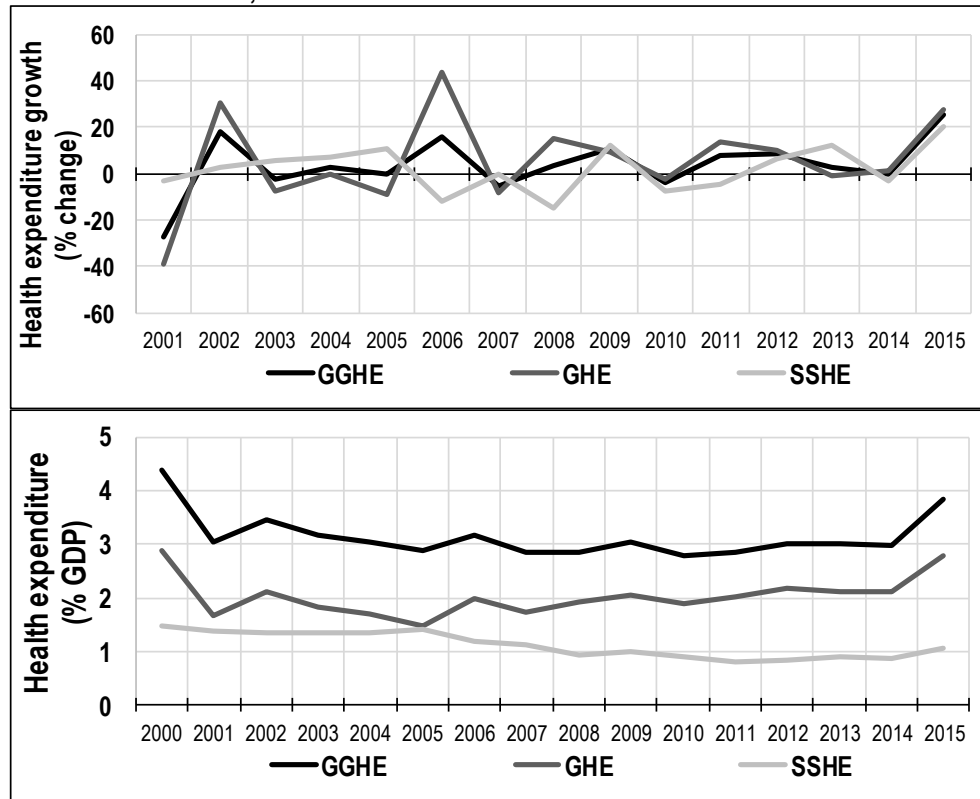 Health expenditure growth
(% change)
60
40
20
0
-20
-40
-60
2001 2002 2003 2004 2005 2006 2007 2008 2009 2010 2011 2012 2013 2014 2015
GGHE GHE SSHE
Health expenditure
(% GDP)
5
4
3
2
1
0
2000 2001 2002 2003 2004 2005 2006 2007 2008 2009 2010 2011 2012 2013 2014 2015
GGHE GHE SSHE